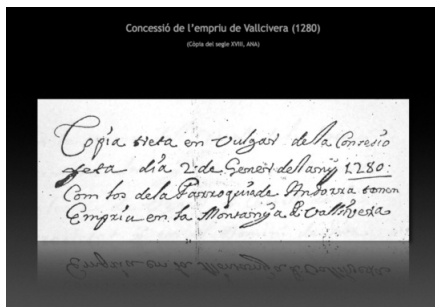 Concessió de l'empriu de Vallcivera (1280)
(Còpia del segle XVIII, ANA)
Copia treta en vulgar de la Concesio
feta dia 2 de Gener del any 1280:
Com los de la Parroquia de Andorra tenen
Empriu en la Montanya de Vallsivera